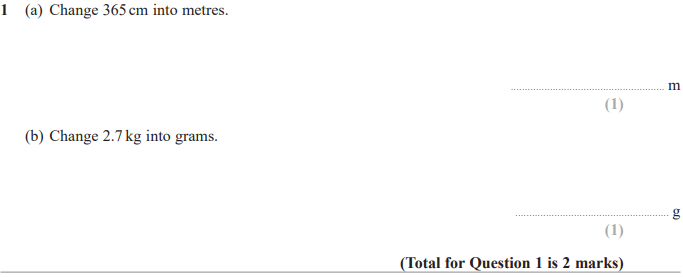 1 (a) Change 365 cm into metres.
............................................................ m
(1)
(b) Change 2.7 kg into grams.
............................................................ g
(1)
(Total for Question 1 is 2 marks)